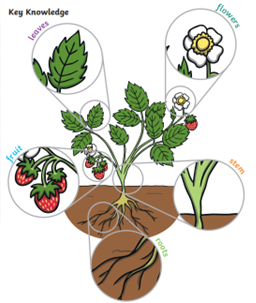 Key Knowledge
leaves
flowers
fruit
stem
roots